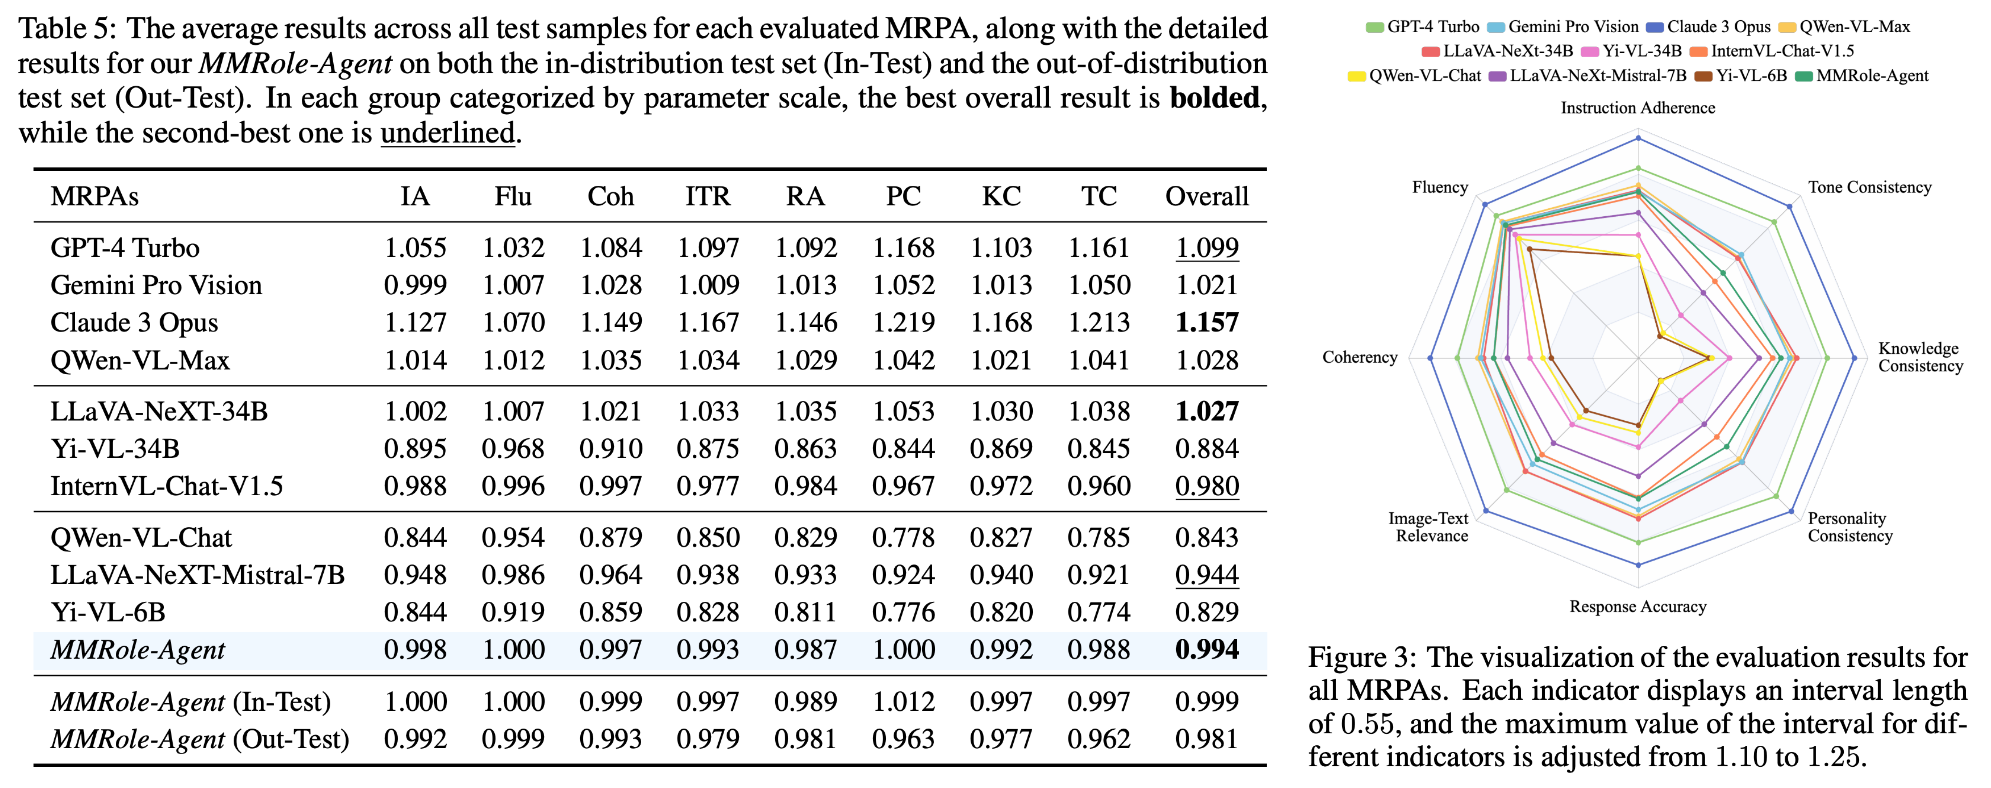 Table 5: The average results across all test samples for each evaluated MRPA, along with the detailed
results for our MMRole-Agent on both the in-distribution test set (In-Test) and the out-of-distribution
test set (Out-Test). In each group categorized by parameter scale, the best overall result is bolded,
while the second-best one is underlined.
MRPAs IA Flu Coh ITR RA PC KC TC Overall
GPT-4 Turbo 1.055 1.032 1.084 1.097 1.092 1.168 1.103 1.161 1.099
Gemini Pro Vision 0.999 1.007 1.028 1.009 1.013 1.052 1.013 1.050 1.021
Claude 3 Opus 1.127 1.070 1.149 1.167 1.146 1.219 1.168 1.213 1.157
QWen-VL-Max 1.014 1.012 1.035 1.034 1.029 1.042 1.021 1.041 1.028
LLaVA-NeXT-34B 1.002 1.007 1.021 1.033 1.035 1.053 1.030 1.038 1.027
Yi-VL-34B 0.895 0.968 0.910 0.875 0.863 0.844 0.869 0.845 0.884
InternVL-Chat-V1.5 0.988 0.996 0.997 0.977 0.984 0.967 0.972 0.960 0.980
QWen-VL-Chat 0.844 0.954 0.879 0.850 0.829 0.778 0.827 0.785 0.843
LLaVA-NeXT-Mistral-7B 0.948 0.986 0.964 0.938 0.933 0.924 0.940 0.921 0.944
Yi-VL-6B 0.844 0.919 0.859 0.828 0.811 0.776 0.820 0.774 0.829
MMRole-Agent 0.998 1.000 0.997 0.993 0.987 1.000 0.992 0.988 0.994
MMRole-Agent (In-Test) 1.000 1.000 0.999 0.997 0.989 1.012 0.997 0.997 0.999
MMRole-Agent (Out-Test) 0.992 0.999 0.993 0.979 0.981 0.963 0.977 0.962 0.981
GPT-4 Turbo Gemini Pro Vision Claude 3 Opus QWen-VL-Max
LLaVA-NeXt-34B Yi-VL-34B InternVL-Chat-V1.5
QWen-VL-Chat LLaVA-NeXt-Mistral-7B Yi-VL-6B MMRole-Agent
Instruction Adherence
Fluency
Tone Consistency
Coherency
Knowledge
Consistency
Image-Text
Relevance
Personality
Consistency
Response Accuracy
Figure 3: The visualization of the evaluation results for
all MRPAs. Each indicator displays an interval length
of 0.55, and the maximum value of the interval for dif-
ferent indicators is adjusted from 1.10 to 1.25.